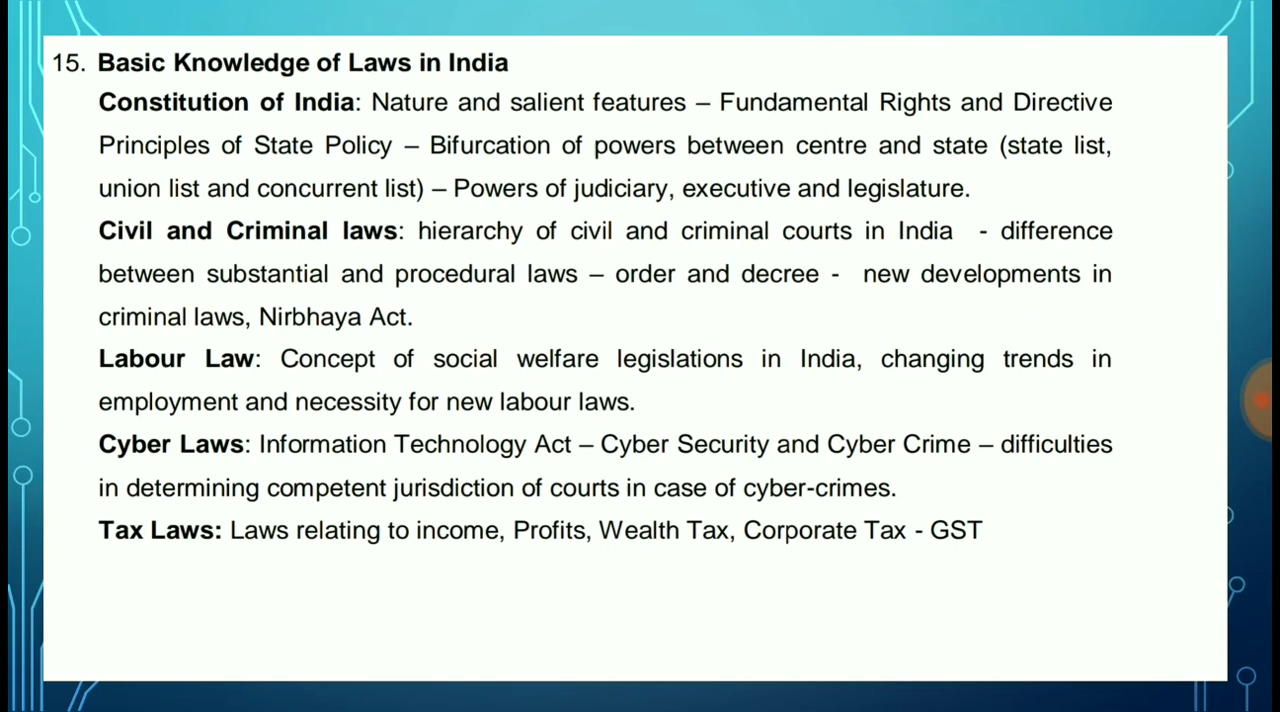 15. Basic Knowledge of Laws in India
Constitution of India: Nature and salient features – Fundamental Rights and Directive
Principles of State Policy – Bifurcation of powers between centre and state (state list,
union list and concurrent list) – Powers of judiciary, executive and legislature.
Civil and Criminal laws: hierarchy of civil and criminal courts in India - difference
between substantial and procedural laws – order and decree - new developments in
criminal laws, Nirbhaya Act.
Labour Law: Concept of social welfare legislations in India, changing trends in
employment and necessity for new labour laws.
Cyber Laws: Information Technology Act – Cyber Security and Cyber Crime – difficulties
in determining competent jurisdiction of courts in case of cyber-crimes.
Tax Laws: Laws relating to income, Profits, Wealth Tax, Corporate Tax - GST